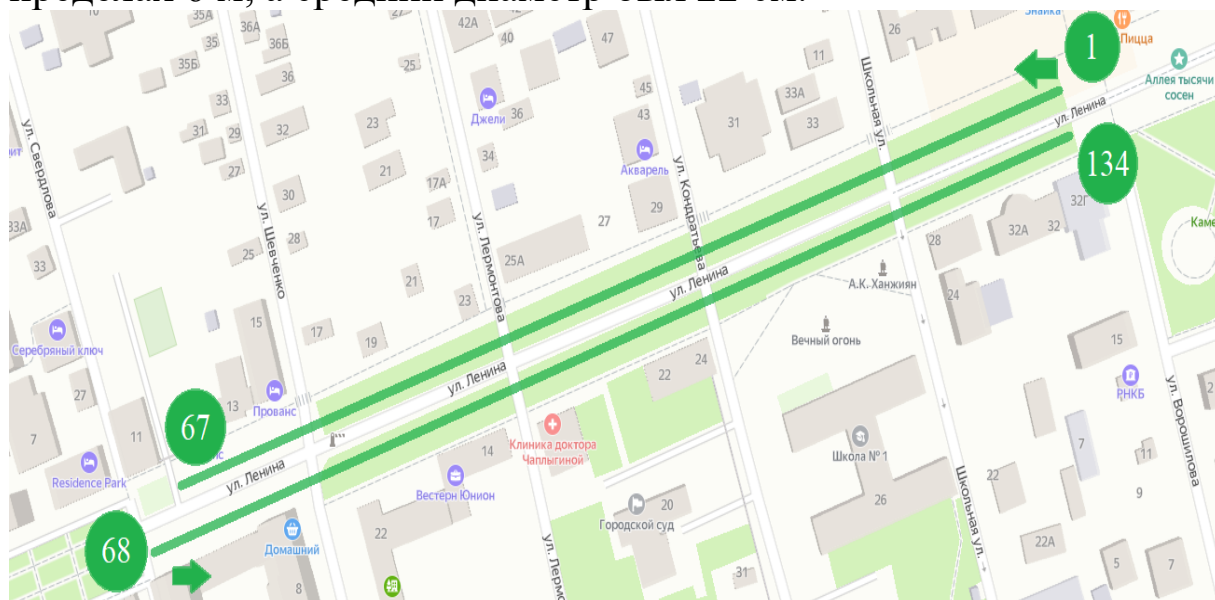 Знайка
Пицца
1
Аллея тысячи
сосен
ул. Ленина
134
26
11
33А
33
31
47
45
43
Акварель
29
27
42А
40
Джели
36
34
25
23
21
17А
17
25А
23
21
19
17
35А
35
35Б
36А
36Б
36
33
31
29
27
32
30
28
25
15
13
Прованс
ул. Свердлова
ул. Шевченко
ул. Лермонтова
ул. Кондратьева
Школьная ул.
33А
33
Серебряный ключ
27
7
11
Residence Park
67
68
ул. Ленина
ул. Ленина
ул. Ленина
Домашний
8
22
14
Вестерн Юнион
Клиника доктора
Чаплыгиной
22
24
20
Городской суд
31
Вечный огонь
А.К. Ханжиян
Школа № 1
26
28
24
32А
32
32Г
15
РНКБ
7
11
9
22
22А
5
7
2
Школьная ул.
ул. Ворошилова